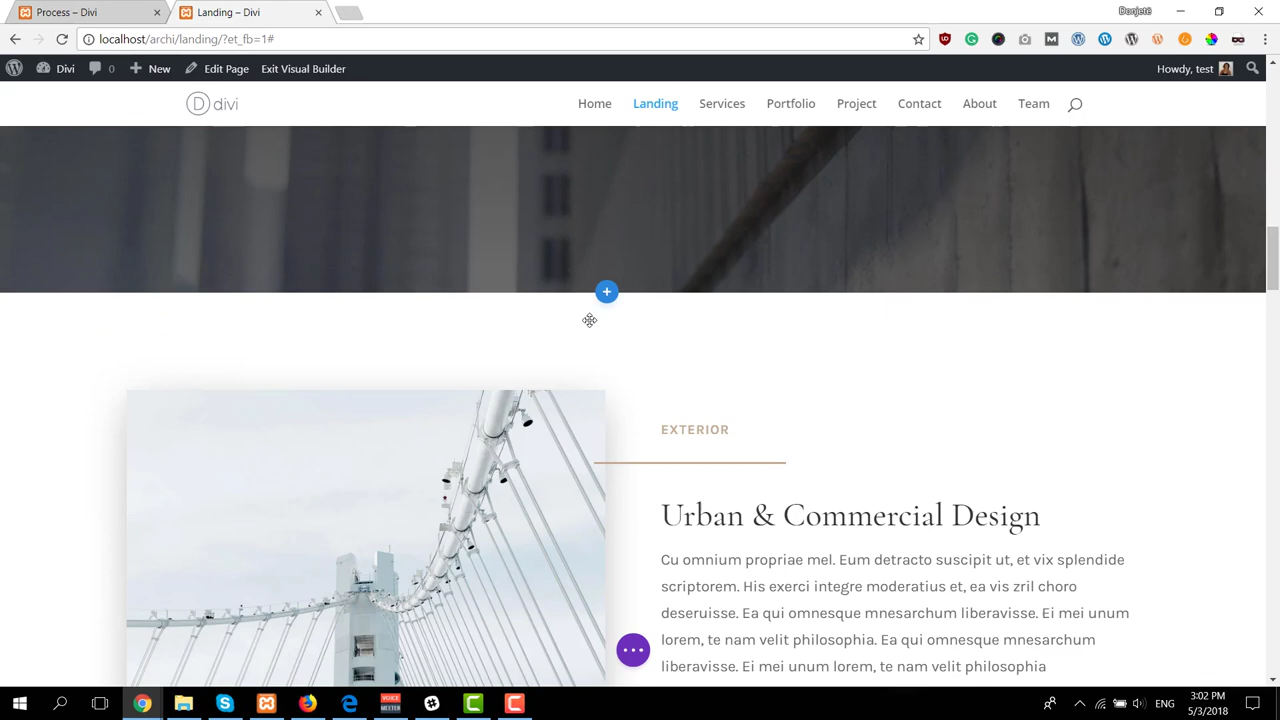 Process – Divi
Landing – Divi
Donjetë
localhost/archi/landing/?et_fb=1#
Divi
0
New
Edit Page
Exit Visual Builder
Howdy, test
D divi
Home
Landing
Services
Portfolio
Project
Contact
About
Team
EXTERIOR
Urban & Commercial Design
Cu omnium propriae mel. Eum detracto suscipit ut, et vix splendide
scriptorem. His exerci integre moderatius et, ea vis zril choro
deseruisse. Ea qui omnesque mnesarchum liberavisse. Ei mei unum
lorem, te nam velit philosophia. Ea qui omnesque mnesarchum
liberavisse. Ei mei unum lorem, te nam velit philosophia
VOICE
MEETER
ENG
3:02 PM
5/3/2018